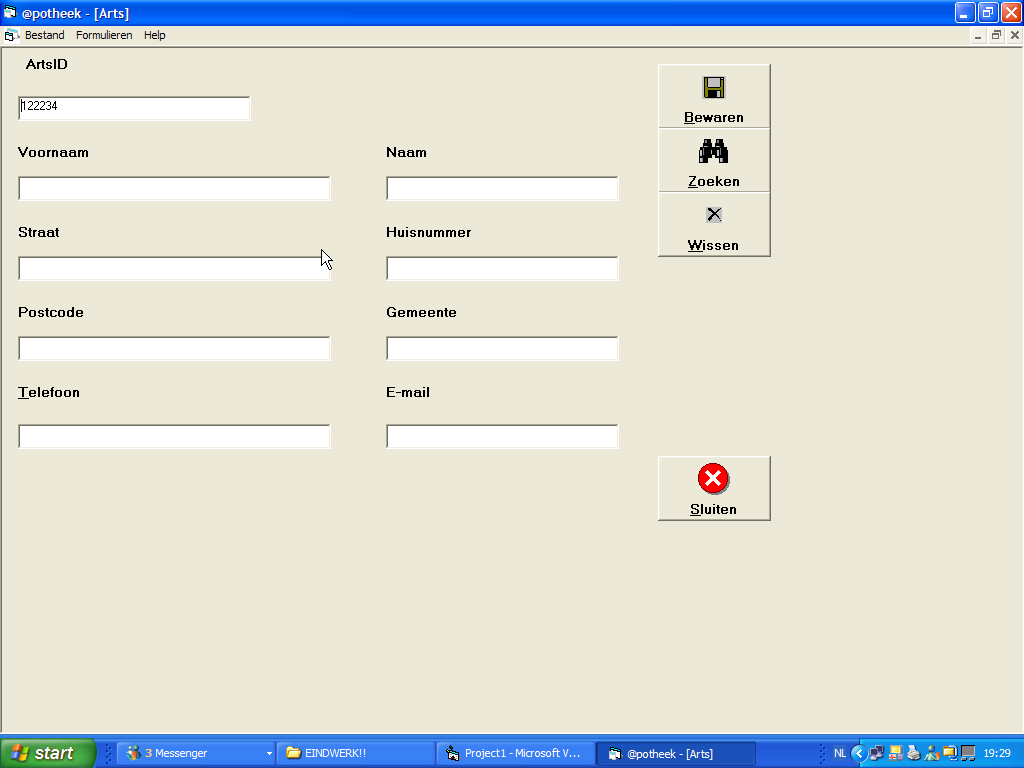 @potheek - [Arts]
Bestand Formulieren Help
ArtsID
122234
Bewaren
Voornaam Naam
Zoeken
Straat Huisnummer
Wissen
Postcode Gemeente
Telefoon E-mail
Sluiten
start 3 Messenger EINDWERK!! Project1 - Microsoft V... @potheek - [Arts] NL 19:29